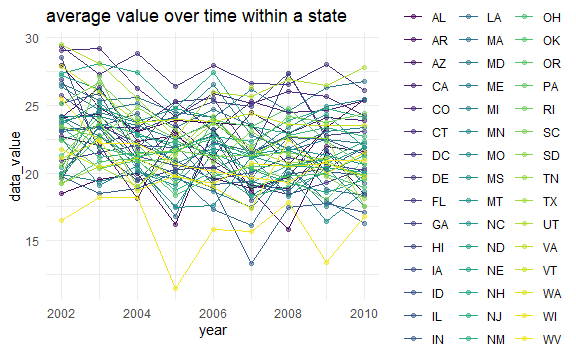 average value over time within a state
data_value
30
25
20
15
2002
2004
2006
2008
2010
year
AL
AR
AZ
CA
CO
CT
DC
DE
FL
GA
HI
IA
ID
IL
IN
LA
MA
MD
ME
MI
MN
MO
MS
MT
NC
ND
NE
NH
NJ
NM
OH
OK
OR
PA
RI
SC
SD
TN
TX
UT
VA
VT
WA
WI
WV